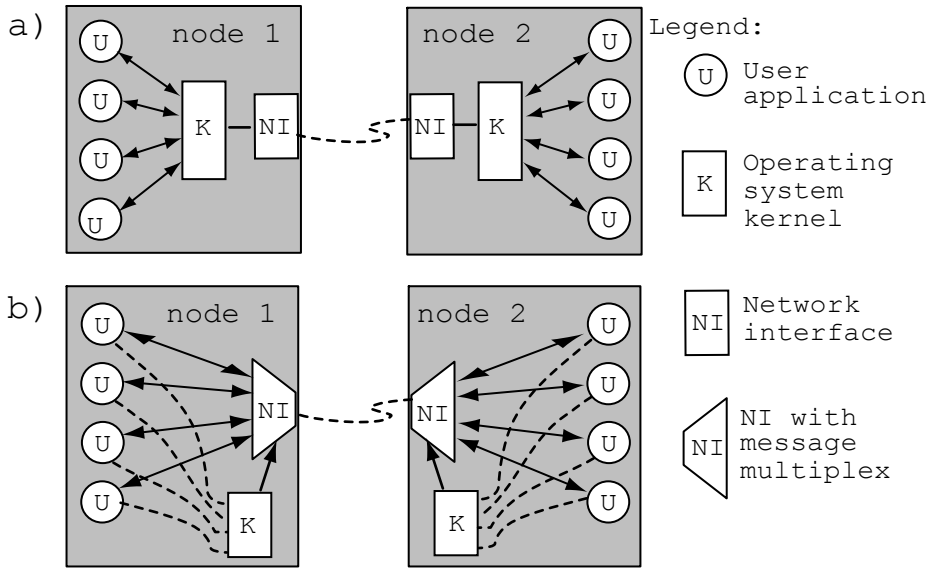 a)
node 1
U
U
U
U
K
NI
node 2
NI
K
U
U
U
U
Legend:
U
User
application
K
Operating
system
kernel
NI
Network
interface
NI
NI with
message
multiplex
b)
node 1
U
U
U
U
NI
K
node 2
NI
K
U
U
U
U